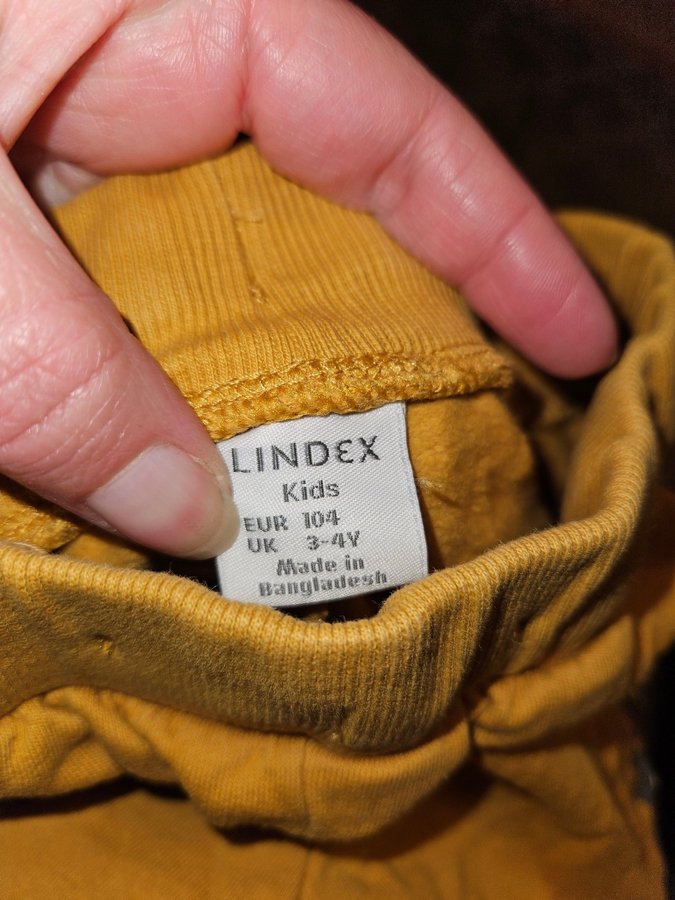 LINDEX
Kids
EUR 104
UK 3-4Y
Made in
Bangladesh